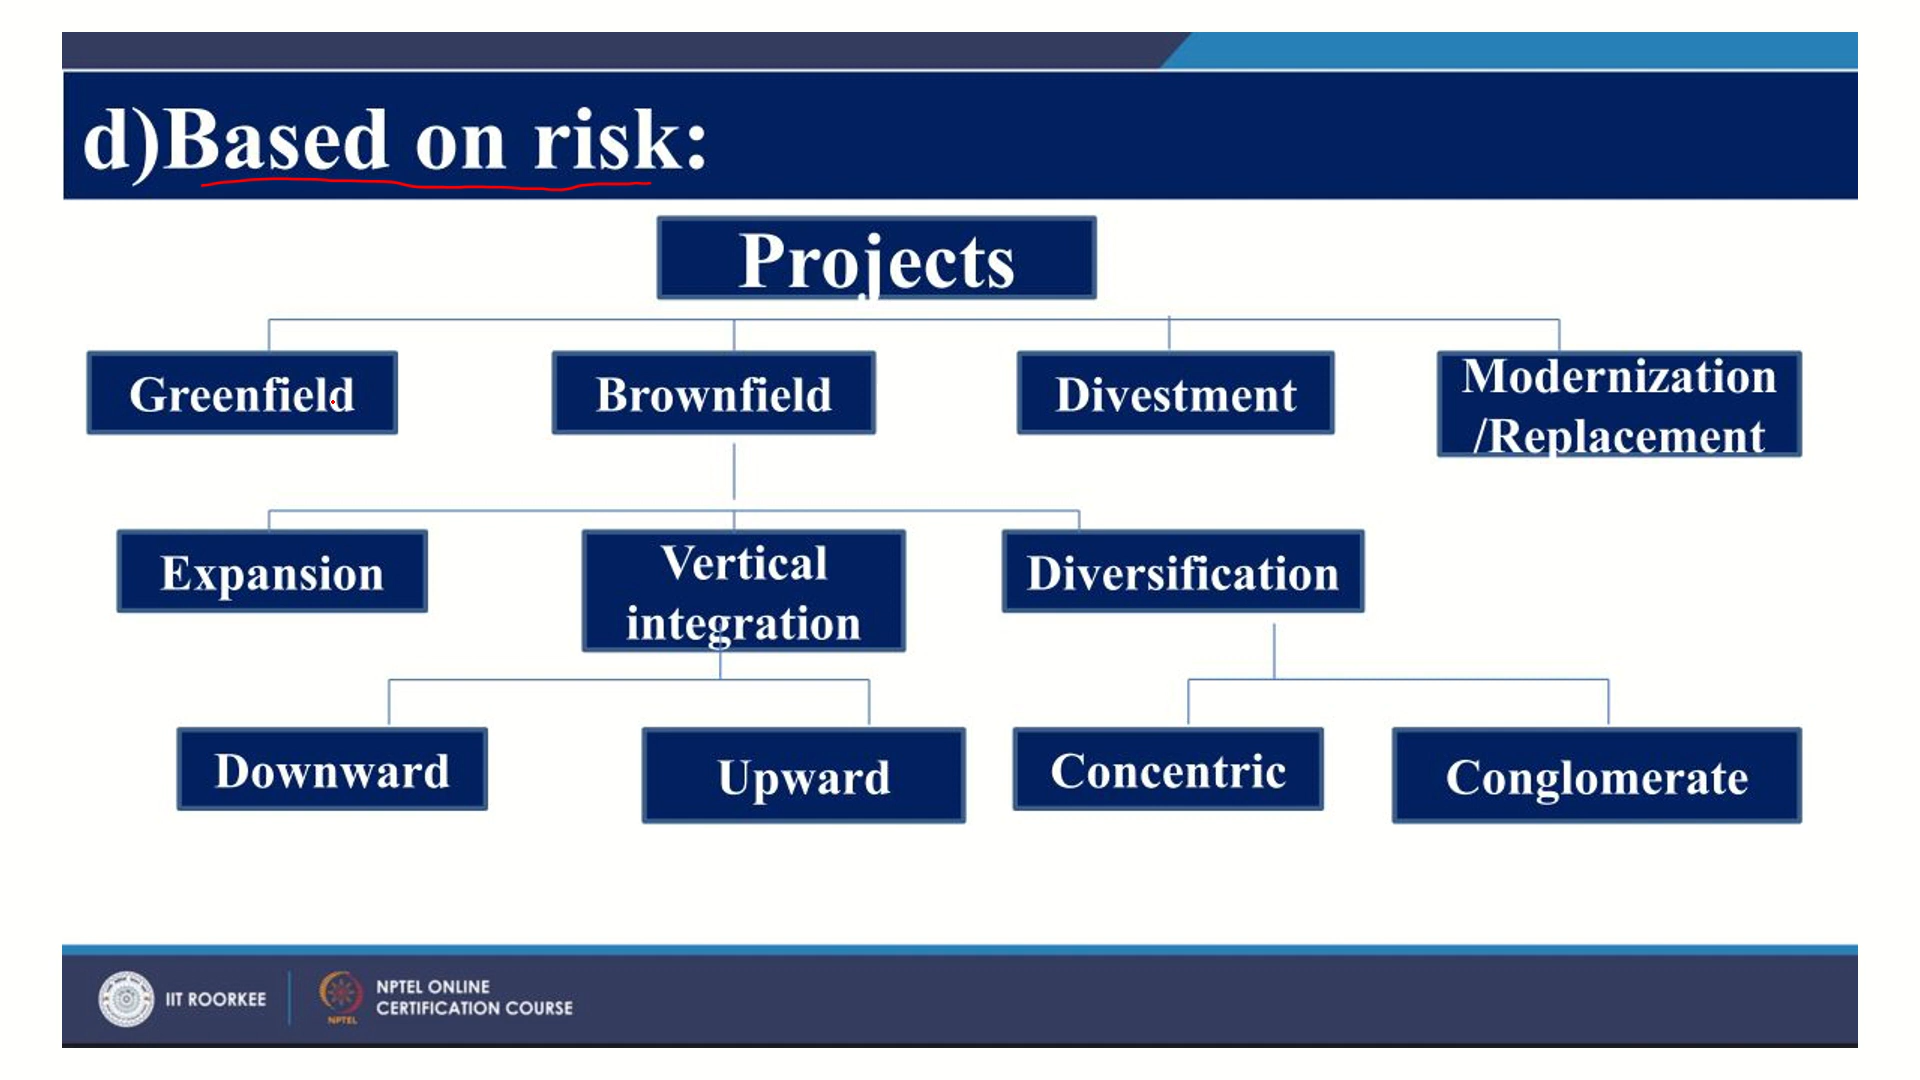 d)Based on risk:
Projects
Greenfield
Brownfield
Divestment
Modernization
/Replacement
Expansion
Vertical
integration
Diversification
Downward
Upward
Concentric
Conglomerate
IIT ROORKEE
NPTEL
NPTEL ONLINE
CERTIFICATION COURSE